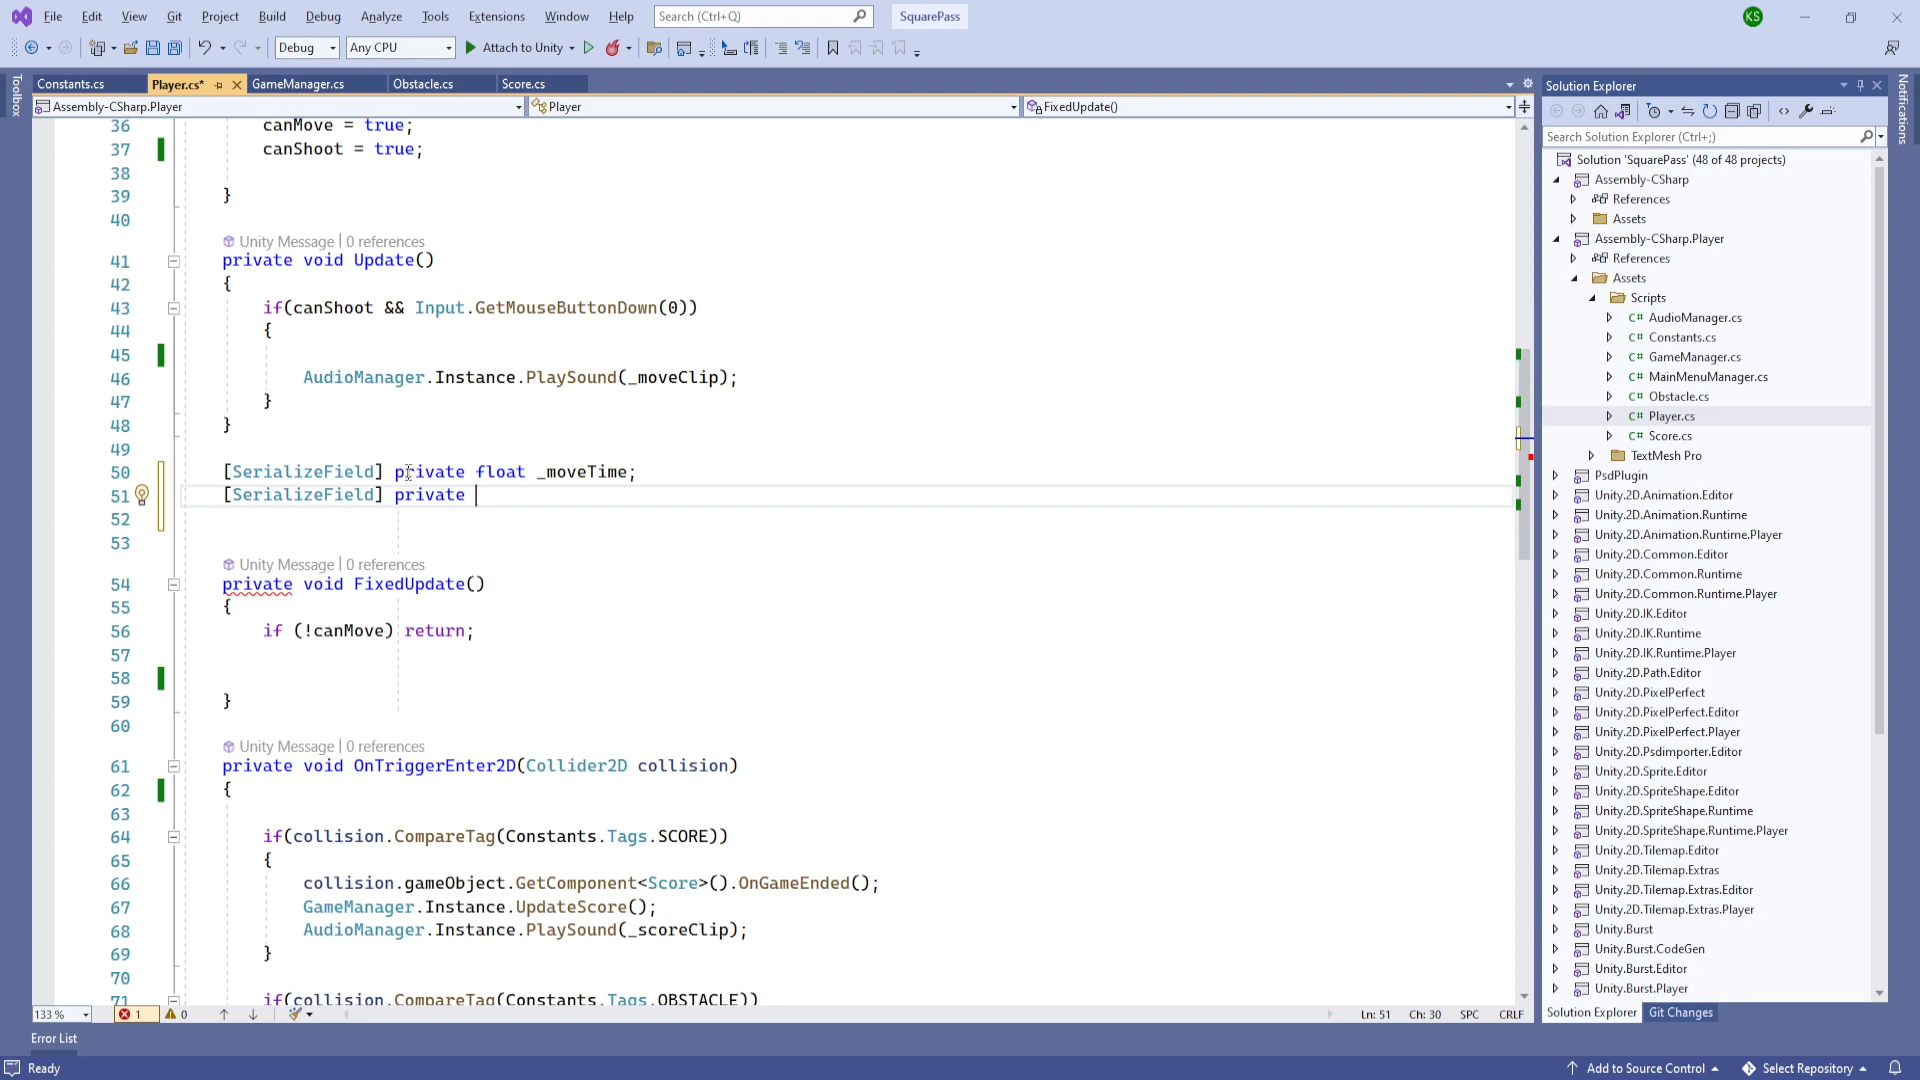 File Edit View Git Project Build Debug Analyze Tools Extensions Window Help Search (Ctrl+Q) SquarePass KS
Debug Any CPU Attach to Unity
Toolbox
Constants.cs Player.cs* GameManager.cs Obstacle.cs Score.cs
Assembly-CSharp.Player Player FixedUpdate()
36 canMove = true;
37 canShoot = true;
38
39 }
40
Unity Message | 0 references
41 private void Update()
42 {
43 if(canShoot && Input.GetMouseButtonDown(0))
44 {
45
46 AudioManager.Instance.PlaySound(_moveClip);
47 }
48 }
49
50 [SerializeField] private float _moveTime;
51 [SerializeField] private
52
53
Unity Message | 0 references
54 private void FixedUpdate()
55 {
56 if (!canMove) return;
57
58
59 }
60
Unity Message | 0 references
61 private void OnTriggerEnter2D(Collider2D collision)
62 {
63
64 if(collision.CompareTag(Constants.Tags.SCORE))
65 {
66 collision.gameObject.GetComponent<Score>().OnGameEnded();
67 GameManager.Instance.UpdateScore();
68 AudioManager.Instance.PlaySound(_scoreClip);
69 }
70
71 if(collision.CompareTag(Constants.Tags.OBSTACLE))
133 % 1 0 Ln: 51 Ch: 30 SPC CRLF
Error List
Ready Add to Source Control Select Repository
Solution Explorer
Search Solution Explorer (Ctrl+;)
Solution 'SquarePass' (48 of 48 projects)
Assembly-CSharp
References
Assets
Assembly-CSharp.Player
References
Assets
Scripts
C# AudioManager.cs
C# Constants.cs
C# GameManager.cs
C# MainMenuManager.cs
C# Obstacle.cs
C# Player.cs
C# Score.cs
TextMesh Pro
PsdPlugin
Unity.2D.Animation.Editor
Unity.2D.Animation.Runtime
Unity.2D.Animation.Runtime.Player
Unity.2D.Common.Editor
Unity.2D.Common.Runtime
Unity.2D.Common.Runtime.Player
Unity.2D.IK.Editor
Unity.2D.IK.Runtime
Unity.2D.IK.Runtime.Player
Unity.2D.Path.Editor
Unity.2D.PixelPerfect
Unity.2D.PixelPerfect.Editor
Unity.2D.PixelPerfect.Player
Unity.2D.Psdimporter.Editor
Unity.2D.Sprite.Editor
Unity.2D.SpriteShape.Editor
Unity.2D.SpriteShape.Runtime
Unity.2D.SpriteShape.Runtime.Player
Unity.2D.Tilemap.Editor
Unity.2D.Tilemap.Extras
Unity.2D.Tilemap.Extras.Editor
Unity.2D.Tilemap.Extras.Player
Unity.Burst
Unity.Burst.CodeGen
Unity.Burst.Editor
Unity.Burst.Player
Solution Explorer Git Changes
Notifications